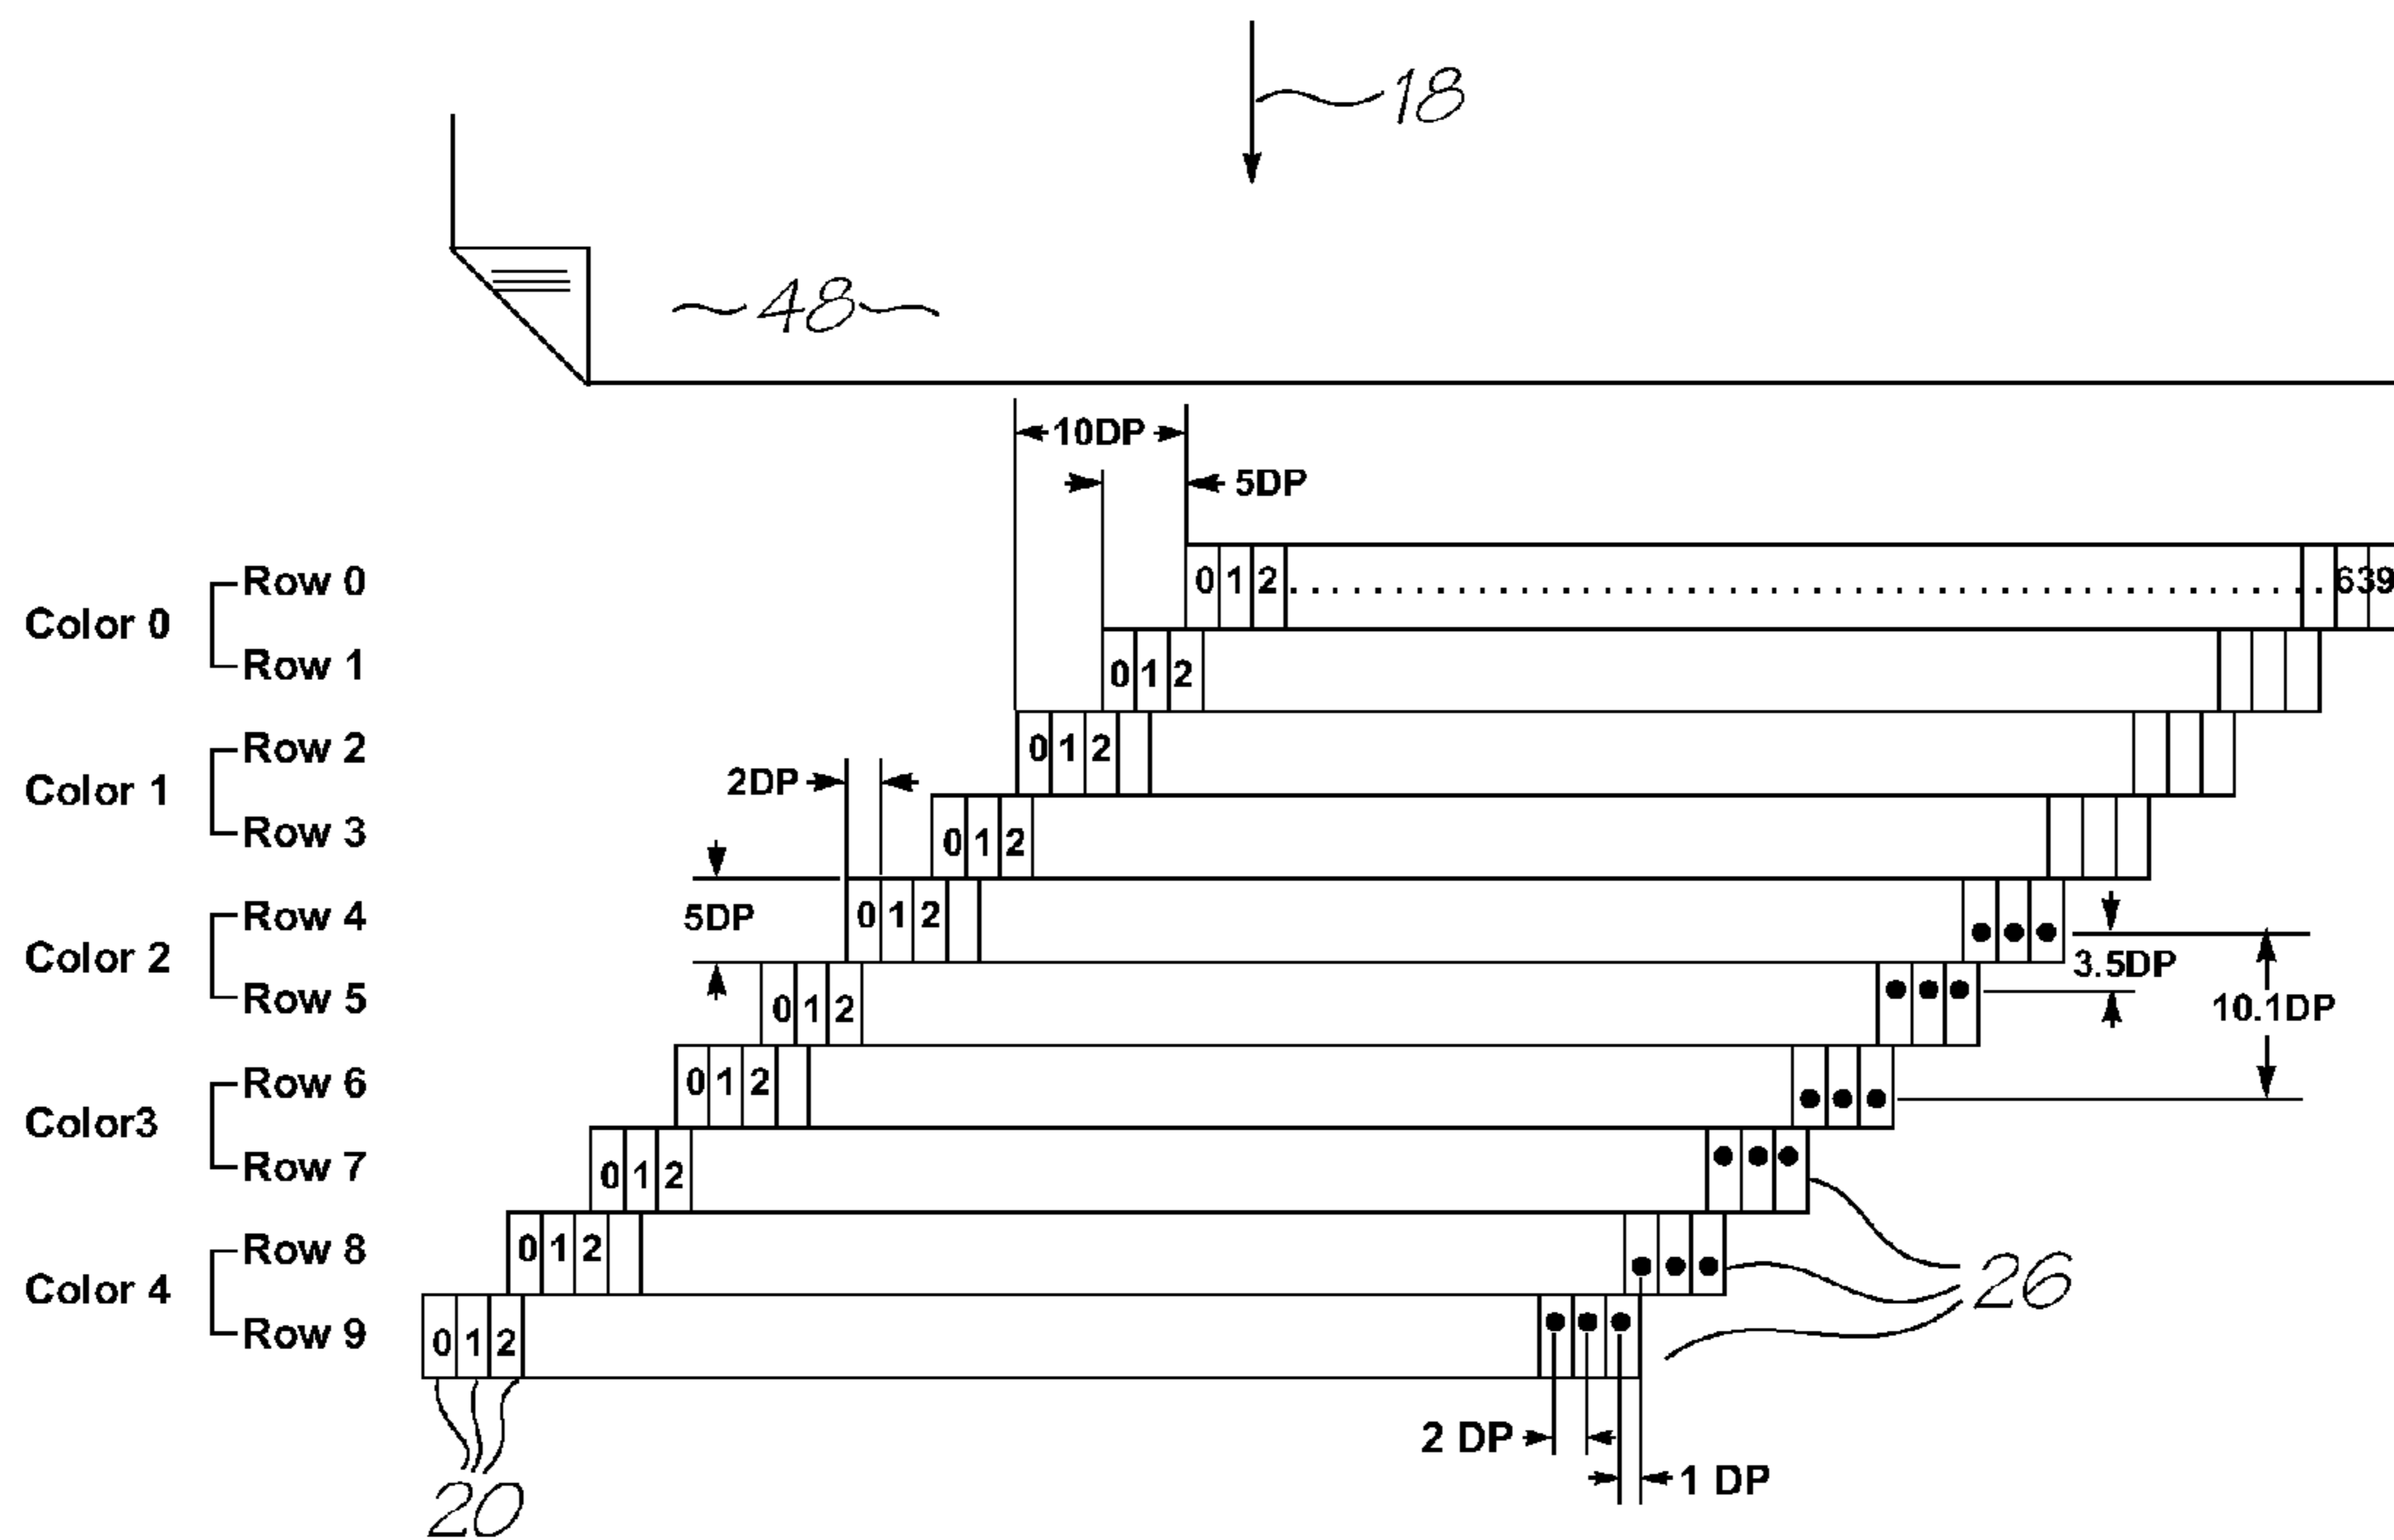 18
~48~
10DP
5DP
Color 0
Row 0
0 1 2 639
Row 1
0 1 2
Color 1
Row 2
0 1 2
2DP
Row 3
0 1 2
Color 2
Row 4
5DP
0 1 2
3.5DP
Row 5
0 1 2
10.1DP
Color3
Row 6
0 1 2
Row 7
0 1 2
Color 4
Row 8
0 1 2
26
Row 9
0 1 2
2 DP
1 DP
20